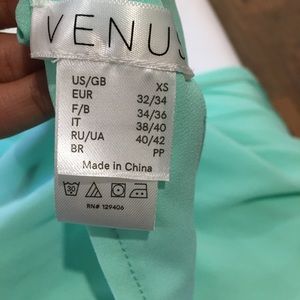 VENUS
US/GB XS
EUR 32/34
F/B 34/36
IT 38/40
RU/UA 40/42
BR PP
Made in China
30
RN# 129406